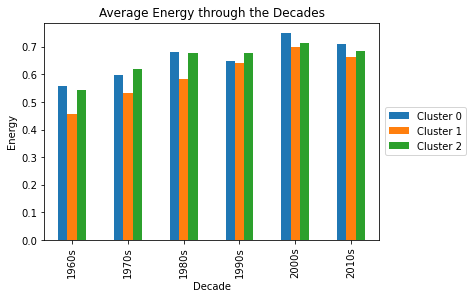 Average Energy through the Decades
Energy
0.7
0.6
0.5
0.4
0.3
0.2
0.1
0.0
1960s
1970s
1980s
1990s
2000s
2010s
Decade
Cluster 0
Cluster 1
Cluster 2